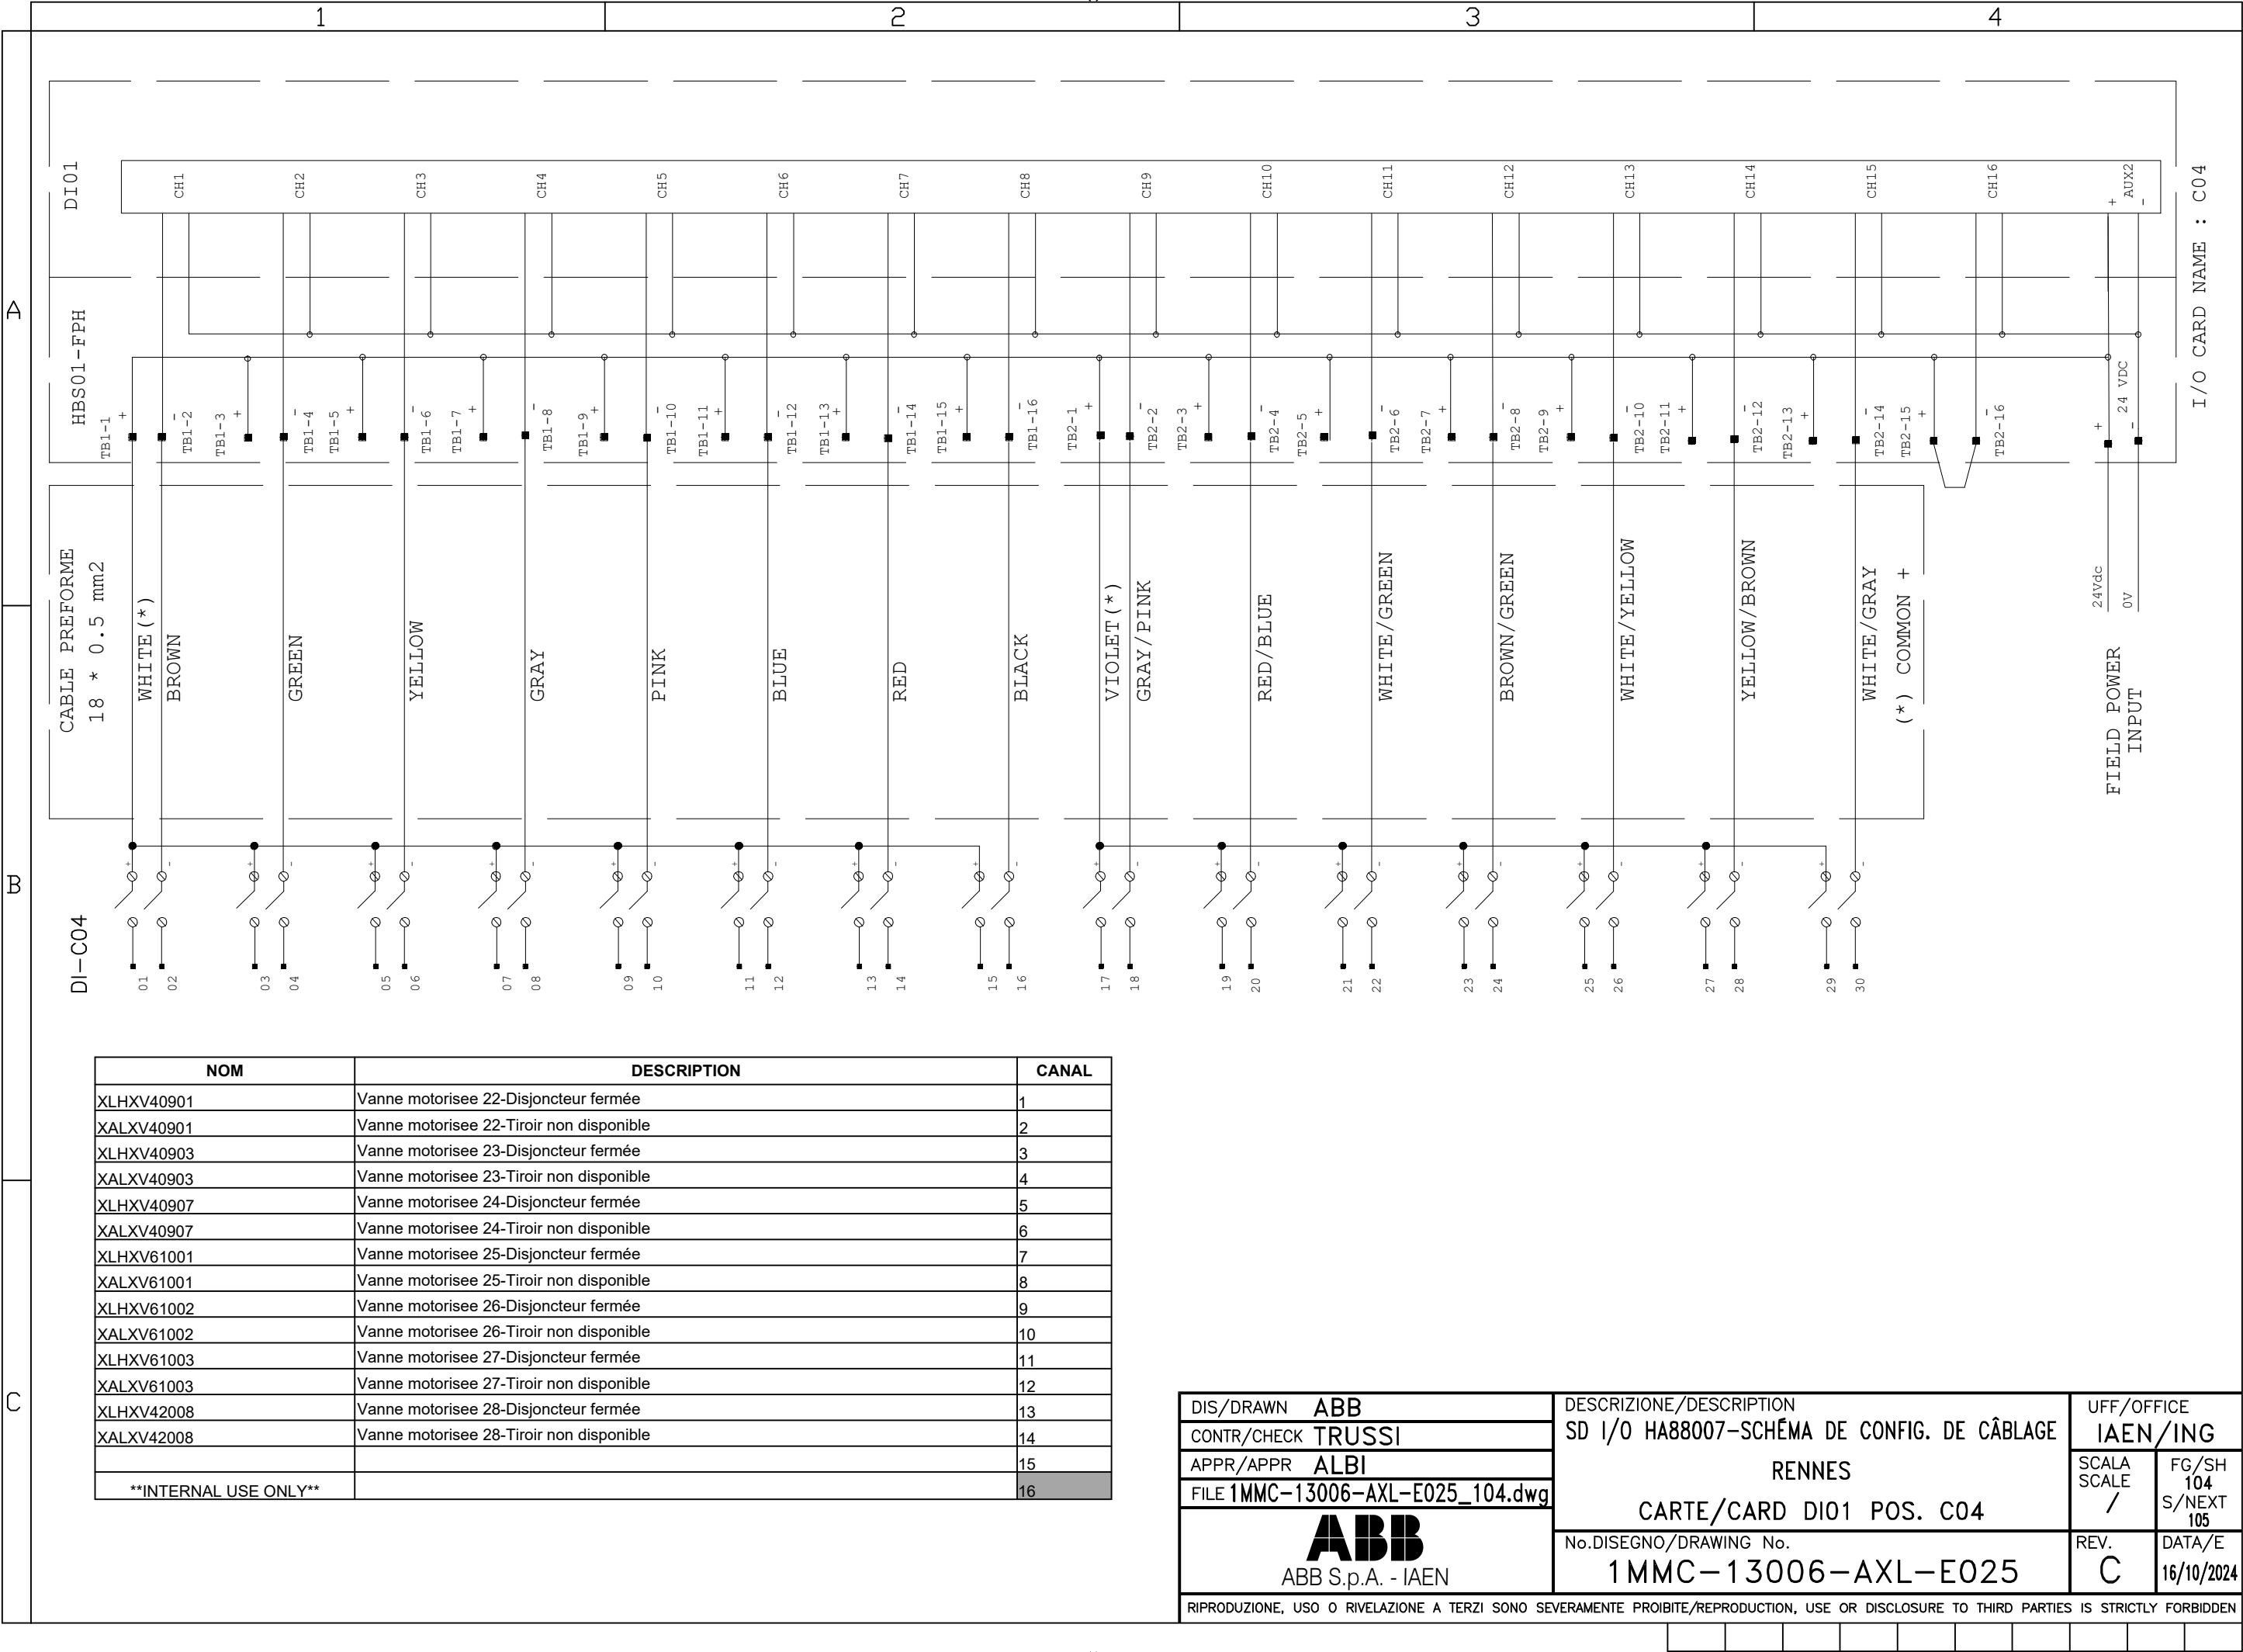 1 2 3 4
A
B
C
DI01
CH1
CH2
CH3
CH4
CH5
CH6
CH7
CH8
CH9
CH10
CH11
CH12
CH13
CH14
CH15
CH16
AUX2
+
-
I/O CARD NAME : C04
HBS01-FPH
TB1-1 +
TB1-2 -
TB1-3 +
TB1-4 -
TB1-5 +
TB1-6 -
TB1-7 +
TB1-8 -
TB1-9 +
TB1-10 -
TB1-11 +
TB1-12 -
TB1-13 +
TB1-14 -
TB1-15 +
TB1-16 -
TB2-1 +
TB2-2 -
TB2-3 +
TB2-4 -
TB2-5 +
TB2-6 -
TB2-7 +
TB2-8 -
TB2-9 +
TB2-10 -
TB2-11 +
TB2-12 -
TB2-13 +
TB2-14 -
TB2-15 +
TB2-16 -
+
-
24 VDC
CABLE PREFORME
18 * 0.5 mm2
WHITE(*)
BROWN
GREEN
YELLOW
GRAY
PINK
BLUE
RED
BLACK
VIOLET(*)
GRAY/PINK
RED/BLUE
WHITE/GREEN
BROWN/GREEN
WHITE/YELLOW
YELLOW/BROWN
WHITE/GRAY
(*) COMMON +
24Vdc
0V
FIELD POWER
INPUT
DI-C04
+ - + - + - + - + - + - + - + - + - + - + - + - + - + - + -
01 02 03 04 05 06 07 08 09 10 11 12 13 14 15 16 17 18 19 20 21 22 23 24 25 26 27 28 29 30
NOM DESCRIPTION CANAL
XLHXV40901 Vanne motorisee 22-Disjoncteur fermée 1
XALXV40901 Vanne motorisee 22-Tiroir non disponible 2
XLHXV40903 Vanne motorisee 23-Disjoncteur fermée 3
XALXV40903 Vanne motorisee 23-Tiroir non disponible 4
XLHXV40907 Vanne motorisee 24-Disjoncteur fermée 5
XALXV40907 Vanne motorisee 24-Tiroir non disponible 6
XLHXV61001 Vanne motorisee 25-Disjoncteur fermée 7
XALXV61001 Vanne motorisee 25-Tiroir non disponible 8
XLHXV61002 Vanne motorisee 26-Disjoncteur fermée 9
XALXV61002 Vanne motorisee 26-Tiroir non disponible 10
XLHXV61003 Vanne motorisee 27-Disjoncteur fermée 11
XALXV61003 Vanne motorisee 27-Tiroir non disponible 12
XLHXV42008 Vanne motorisee 28-Disjoncteur fermée 13
XALXV42008 Vanne motorisee 28-Tiroir non disponible 14
15
**INTERNAL USE ONLY** 16
DIS/DRAWN ABB
CONTR/CHECK TRUSSI
APPR/APPR ALBI
FILE 1MMC-13006-AXL-E025_104.dwg
ABB
ABB S.p.A. - IAEN
DESCRIZIONE/DESCRIPTION
SD I/O HA88007-SCHÉMA DE CONFIG. DE CÂBLAGE
RENNES
CARTE/CARD DI01 POS. C04
No.DISEGNO/DRAWING No.
1MMC-13006-AXL-E025
UFF/OFFICE
IAEN/ING
SCALA
SCALE
/
FG/SH
104
S/NEXT
105
REV.
C
DATA/E
16/10/2024
RIPRODUZIONE, USO O RIVELAZIONE A TERZI SONO SEVERAMENTE PROIBITE/REPRODUCTION, USE OR DISCLOSURE TO THIRD PARTIES IS STRICTLY FORBIDDEN